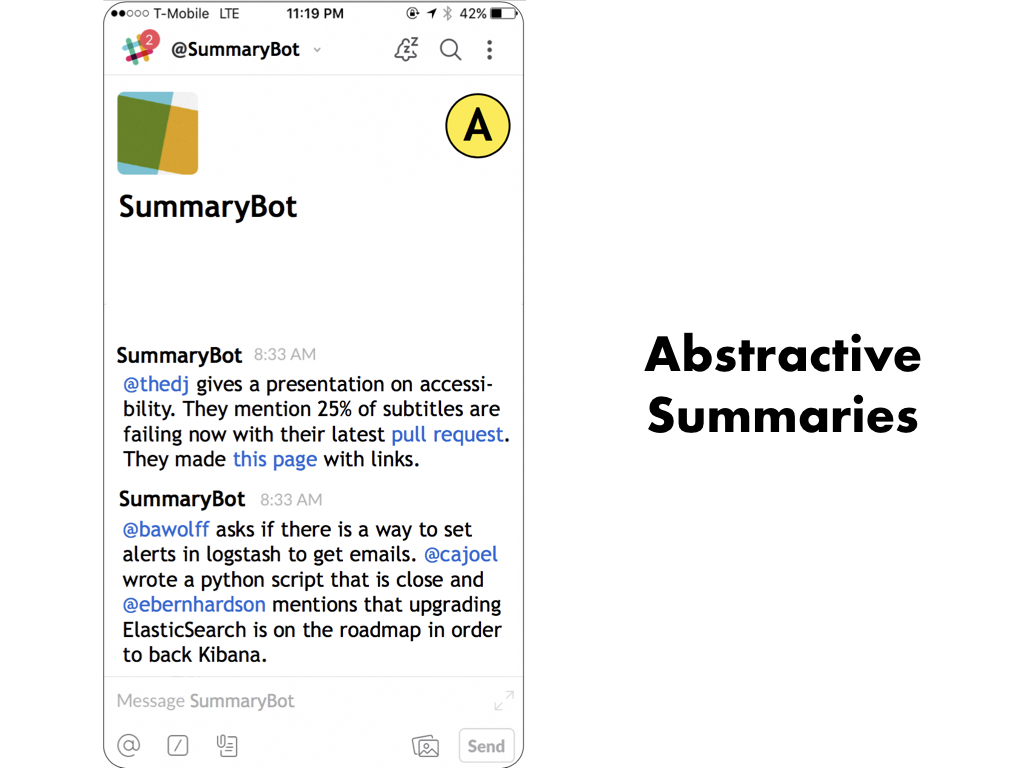 T-Mobile LTE 11:19 PM 42%
2
@SummaryBot
A
SummaryBot
SummaryBot 8:33 AM
@thedj gives a presentation on accessi-
bility. They mention 25% of subtitles are
failing now with their latest pull request.
They made this page with links.
SummaryBot 8:33 AM
@bawolff asks if there is a way to set
alerts in logstash to get emails. @cajoel
wrote a python script that is close and
@ebernhardson mentions that upgrading
ElasticSearch is on the roadmap in order
to back Kibana.
Message SummaryBot
Send
Abstractive
Summaries